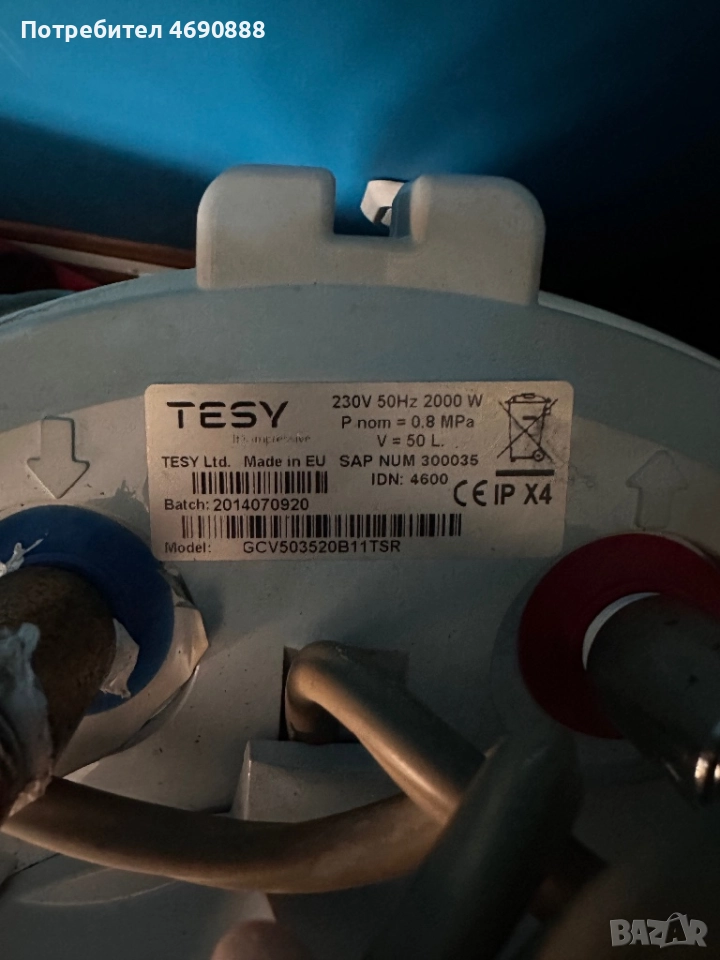 Потребител 4690888
TESY
It's impressive
230V 50Hz 2000 W
P nom = 0.8 MPa
V = 50 L.
TESY Ltd. Made in EU SAP NUM 300035
IDN: 4600
Batch: 2014070920
CE IP X4
Model: GCV503520B11TSR
BAZAR